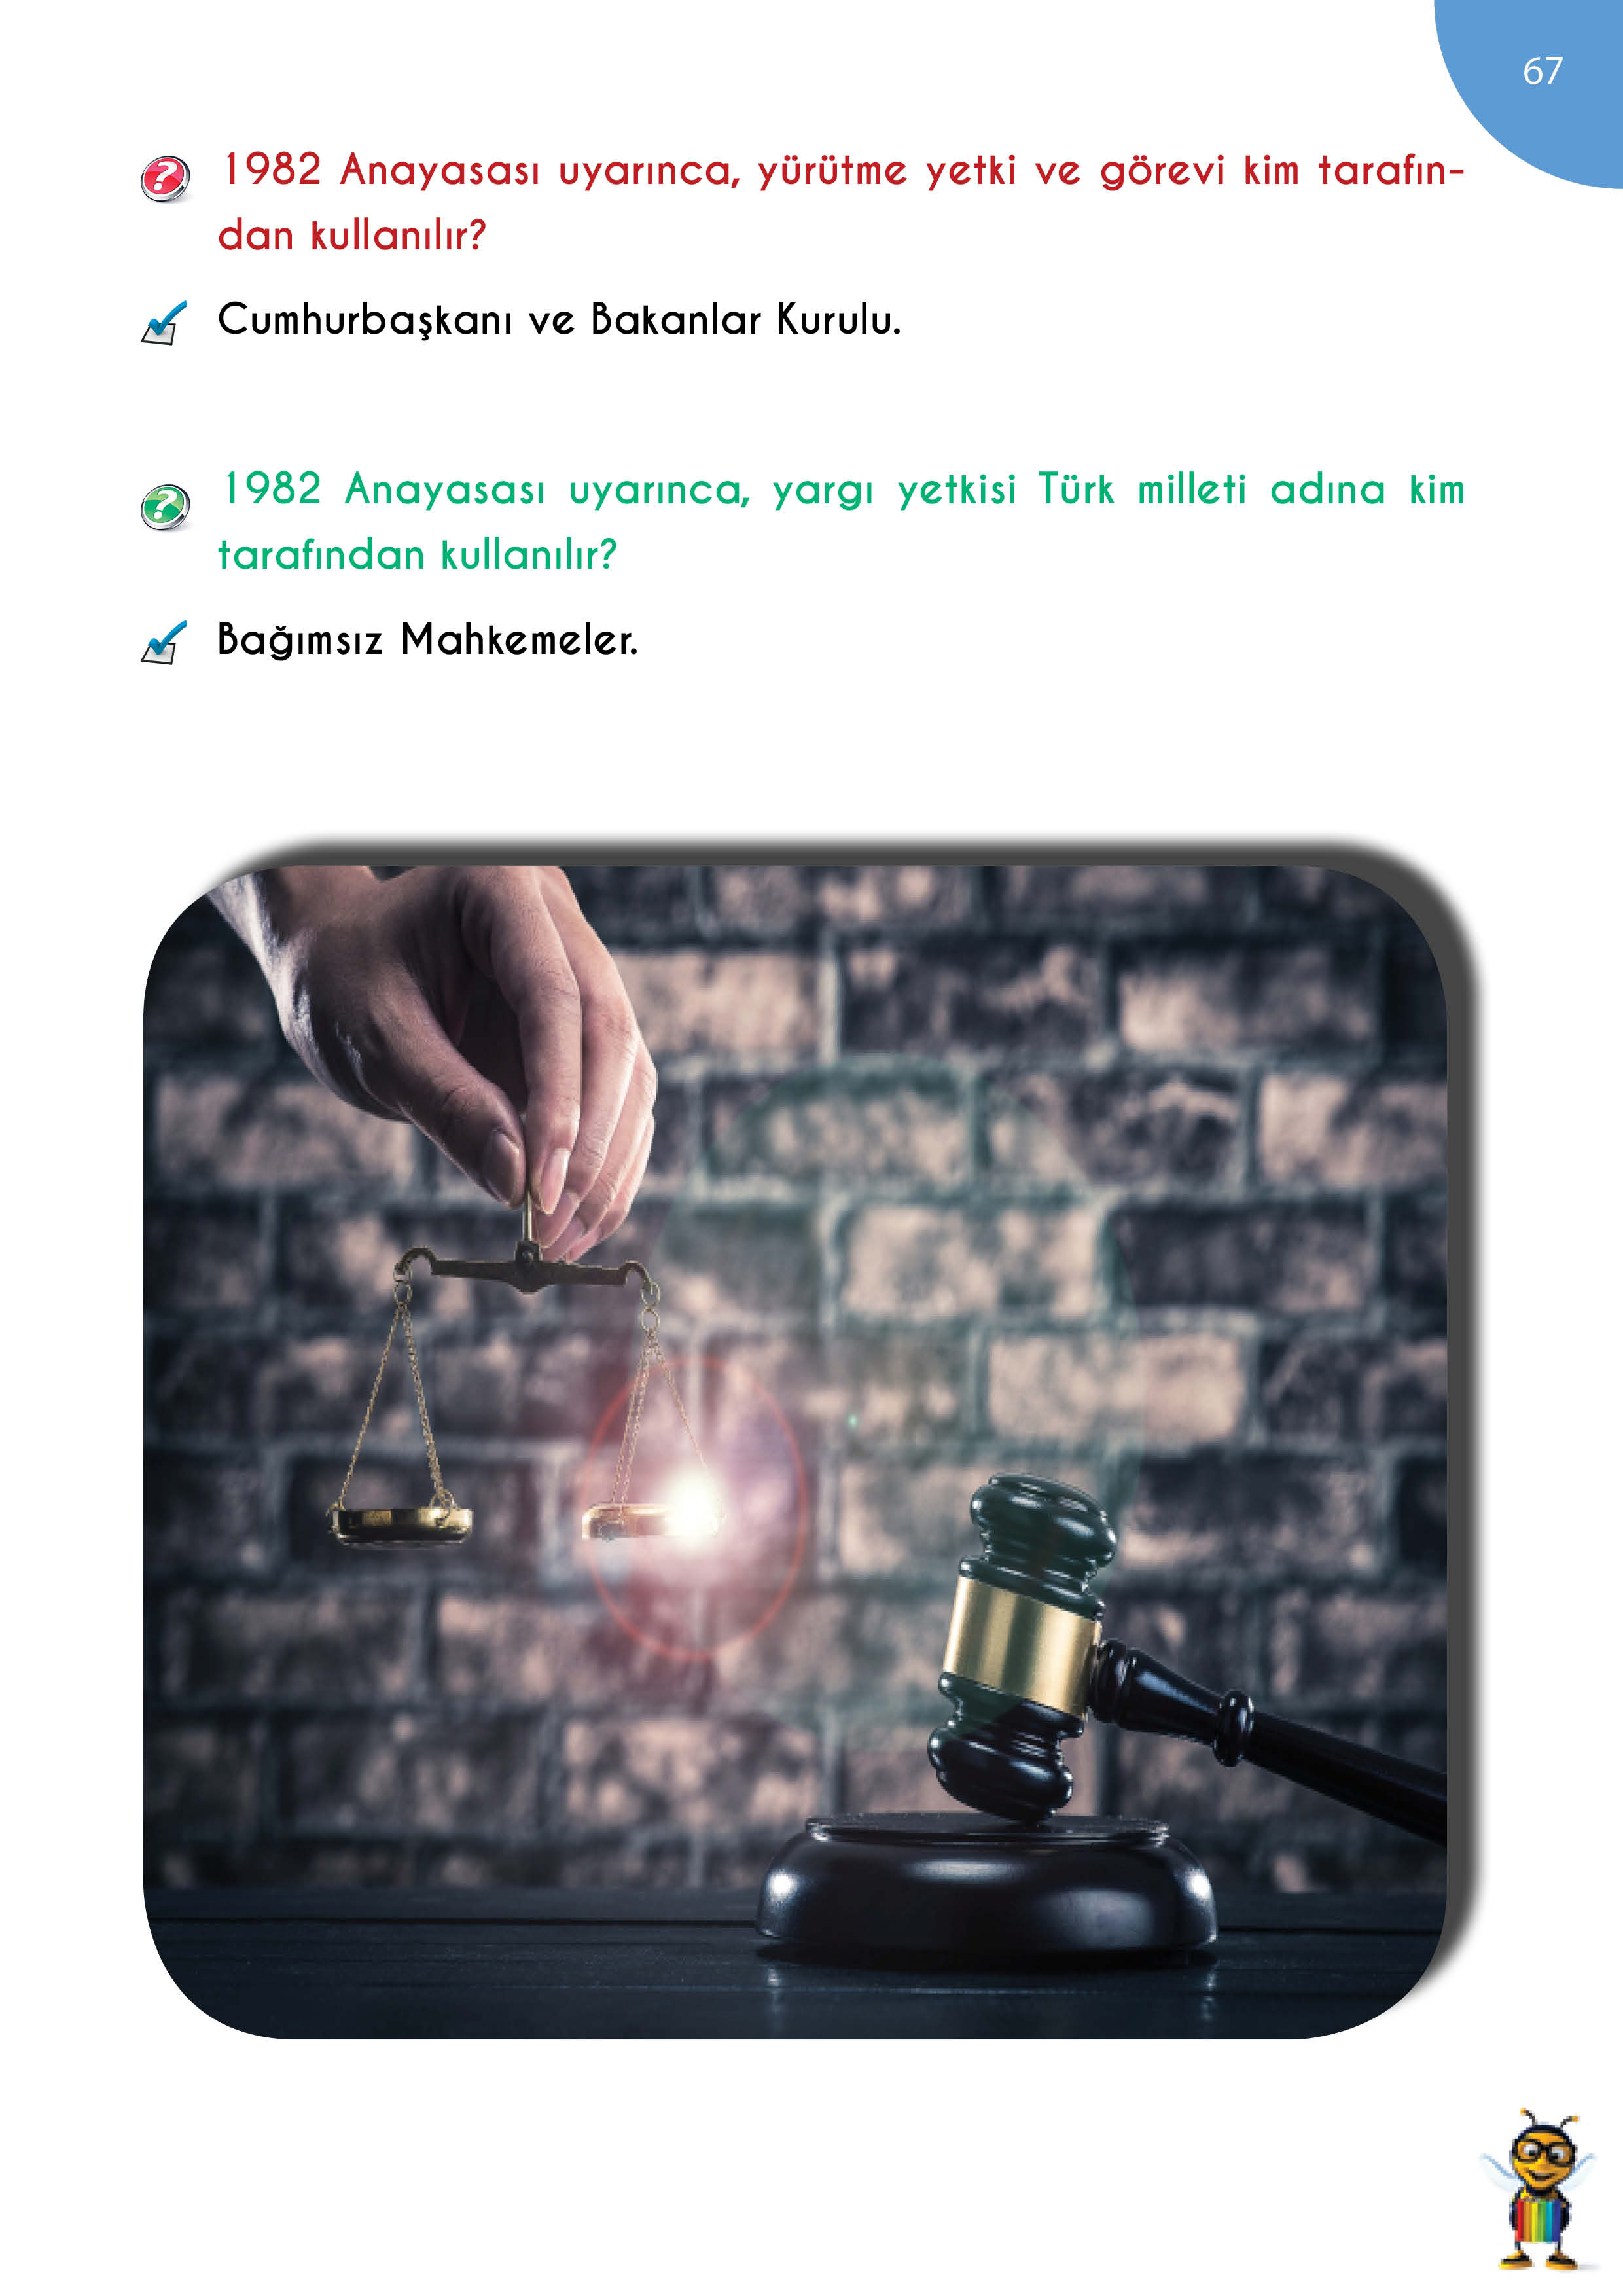 67
1982 Anayasası uyarınca, yürütme yetki ve görevi kim tarafın-
dan kullanılır?
Cumhurbaşkanı ve Bakanlar Kurulu.
1982 Anayasası uyarınca, yargı yetkisi Türk milleti adına kim
tarafından kullanılır?
Bağımsız Mahkemeler.